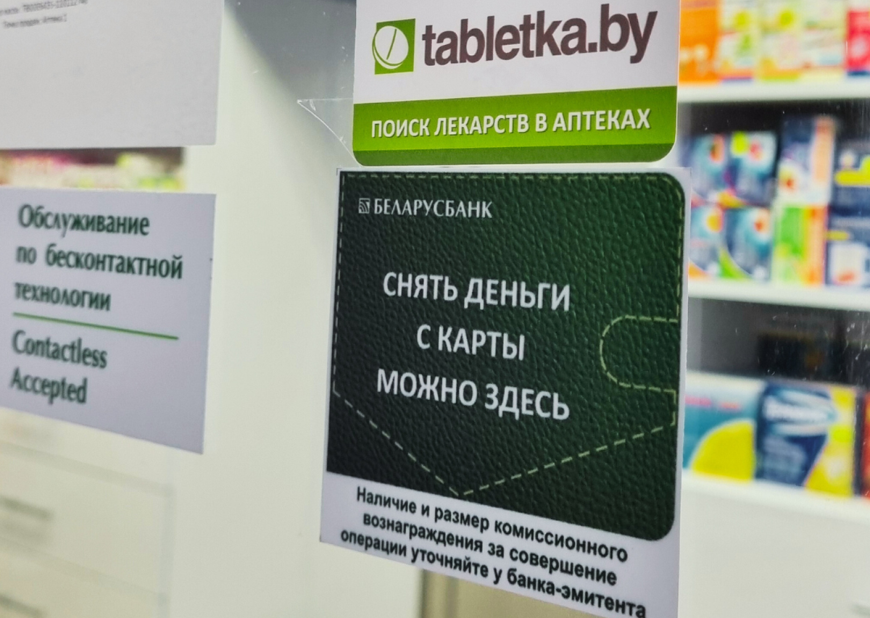 Обслуживание
по бесконтактной
технологии
Contactless
Accepted
tabletka.by
ПОИСК ЛЕКАРСТВ В АПТЕКАХ
БЕЛАРУСБАНК
СНЯТЬ ДЕНЬГИ
С КАРТЫ
МОЖНО ЗДЕСЬ
Наличие и размер комиссионного
вознаграждения за совершение
операции уточняйте у банка-эмитента